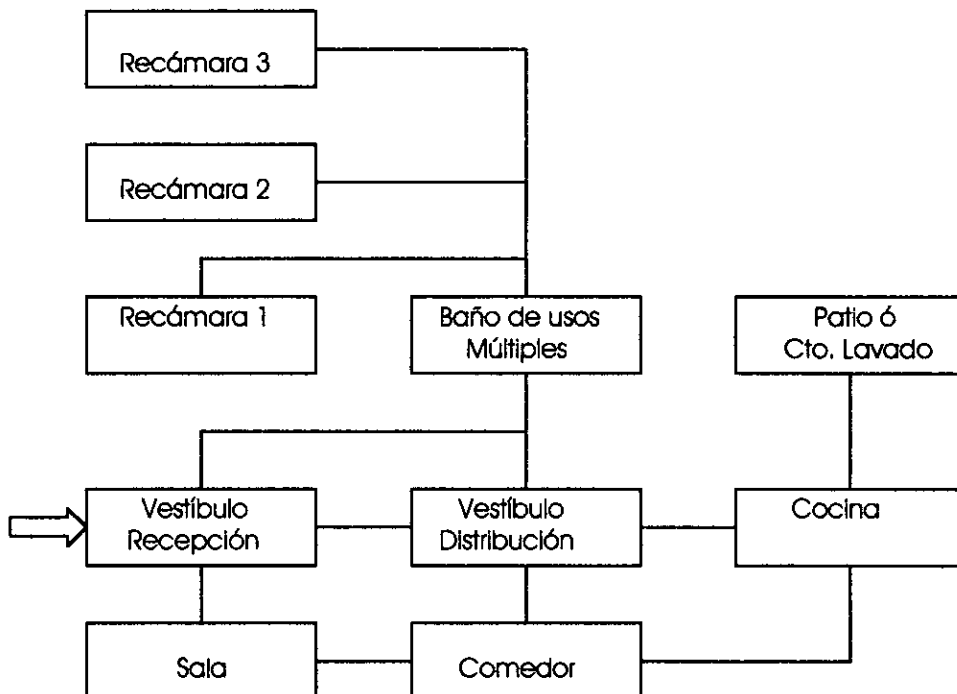 Recámara 3
Recámara 2
Recámara 1
Baño de usos
Múltiples
Patio ó
Cto. Lavado
Vestíbulo
Recepción
Vestíbulo
Distribución
Cocina
Sala
Comedor